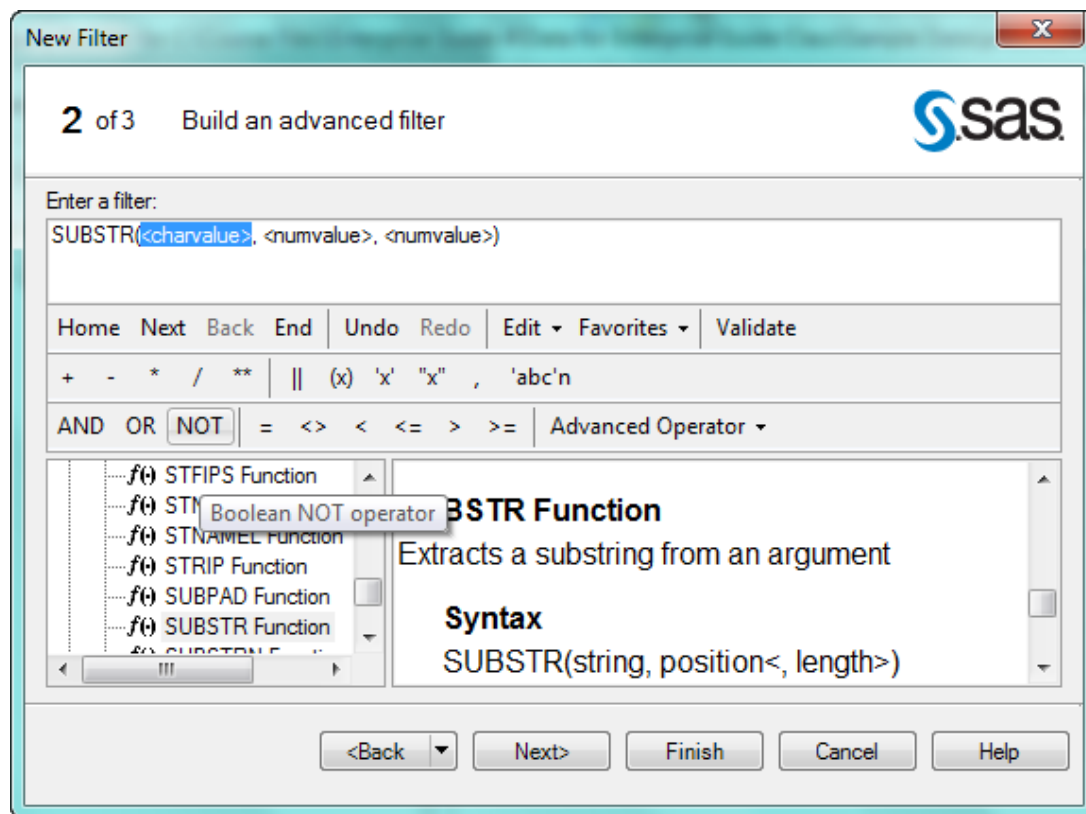 New Filter
2 of 3 Build an advanced filter
sas
Enter a filter:
SUBSTR(<charvalue>, <numvalue>, <numvalue>)
Home Next Back End Undo Redo Edit Favorites Validate
+ - * / ** || (x) 'x' "x" , 'abc'n
AND OR NOT = <> < <= > >= Advanced Operator
f(•) STFIPS Function
f(•)
Boolean NOT operator
f(•) STNAMEL Function
f(•) STRIP Function
f(•) SUBPAD Function
f(•) SUBSTR Function
BSTR Function
Extracts a substring from an argument
Syntax
SUBSTR(string, position<, length>)
<Back Next> Finish Cancel Help